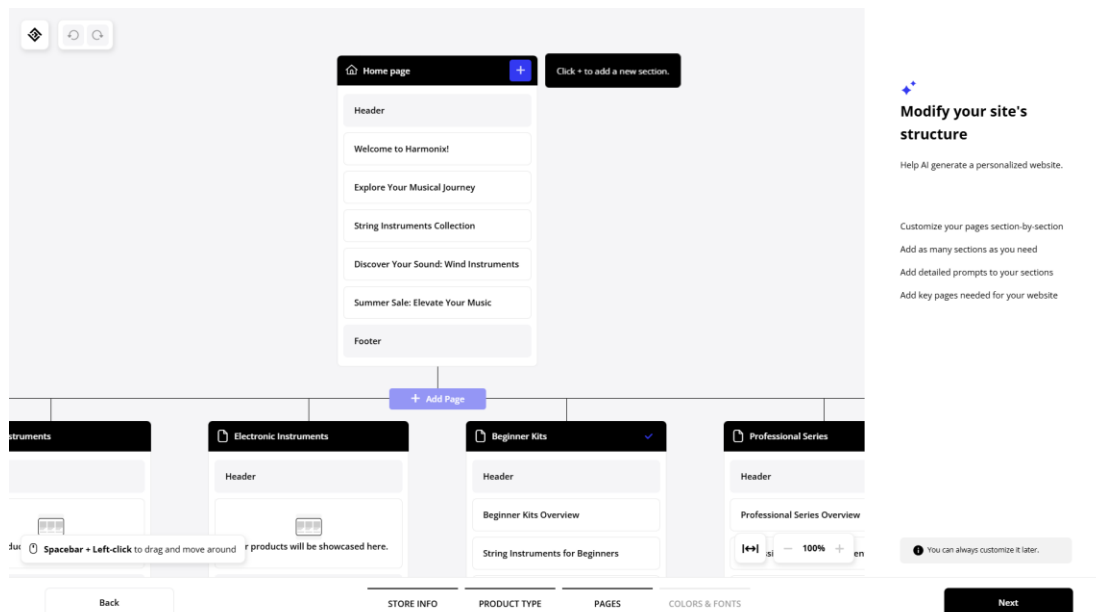 Home page
Click + to add a new section.
Header
Welcome to Harmonix!
Explore Your Musical Journey
String Instruments Collection
Discover Your Sound: Wind Instruments
Summer Sale: Elevate Your Music
Footer
+ Add Page
struments
Electronic Instruments
Beginner Kits
Professional Series
Header
Header
Header
Beginner Kits Overview
Professional Series Overview
r products will be showcased here.
String Instruments for Beginners
Spacebar + Left-click to drag and move around
100%
Modify your site's
structure
Help AI generate a personalized website.
Customize your pages section-by-section
Add as many sections as you need
Add detailed prompts to your sections
Add key pages needed for your website
You can always customize it later.
Back
STORE INFO
PRODUCT TYPE
PAGES
COLORS & FONTS
Next